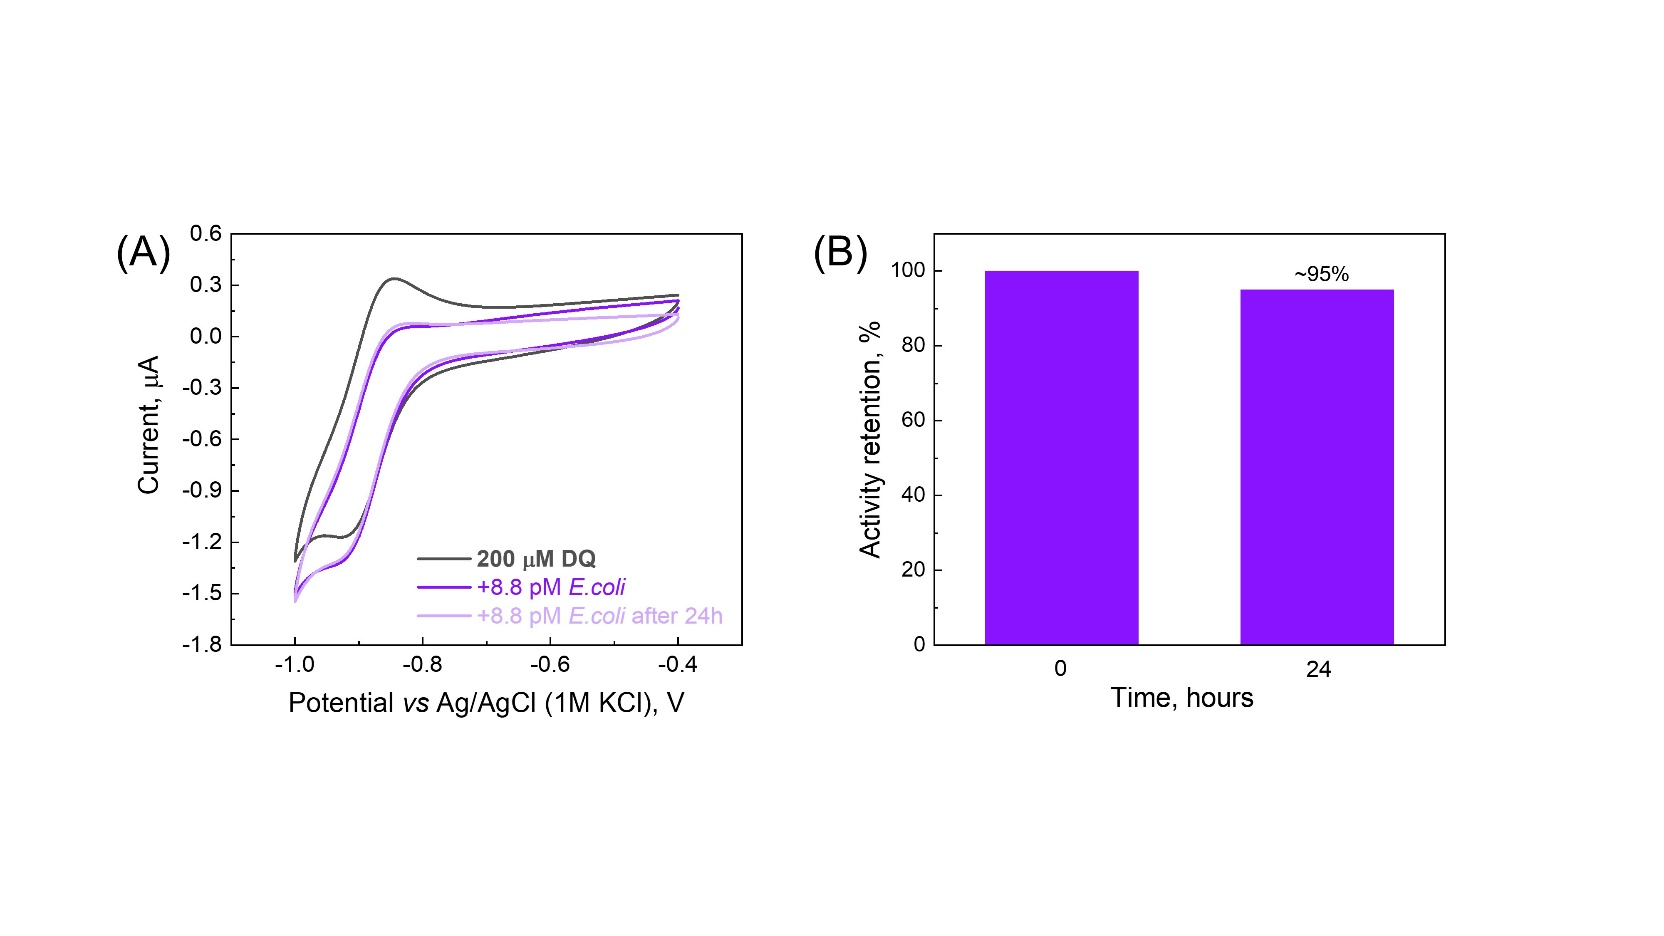 (A)
0.6
0.3
0.0
-0.3
-0.6
-0.9
-1.2
-1.5
-1.8
Current, μA
200 μM DQ
+8.8 pM E.coli
+8.8 pM E.coli after 24h
-1.0 -0.8 -0.6 -0.4
Potential vs Ag/AgCl (1M KCl), V
(B)
100
80
60
40
20
0
Activity retention, %
~95%
0 24
Time, hours